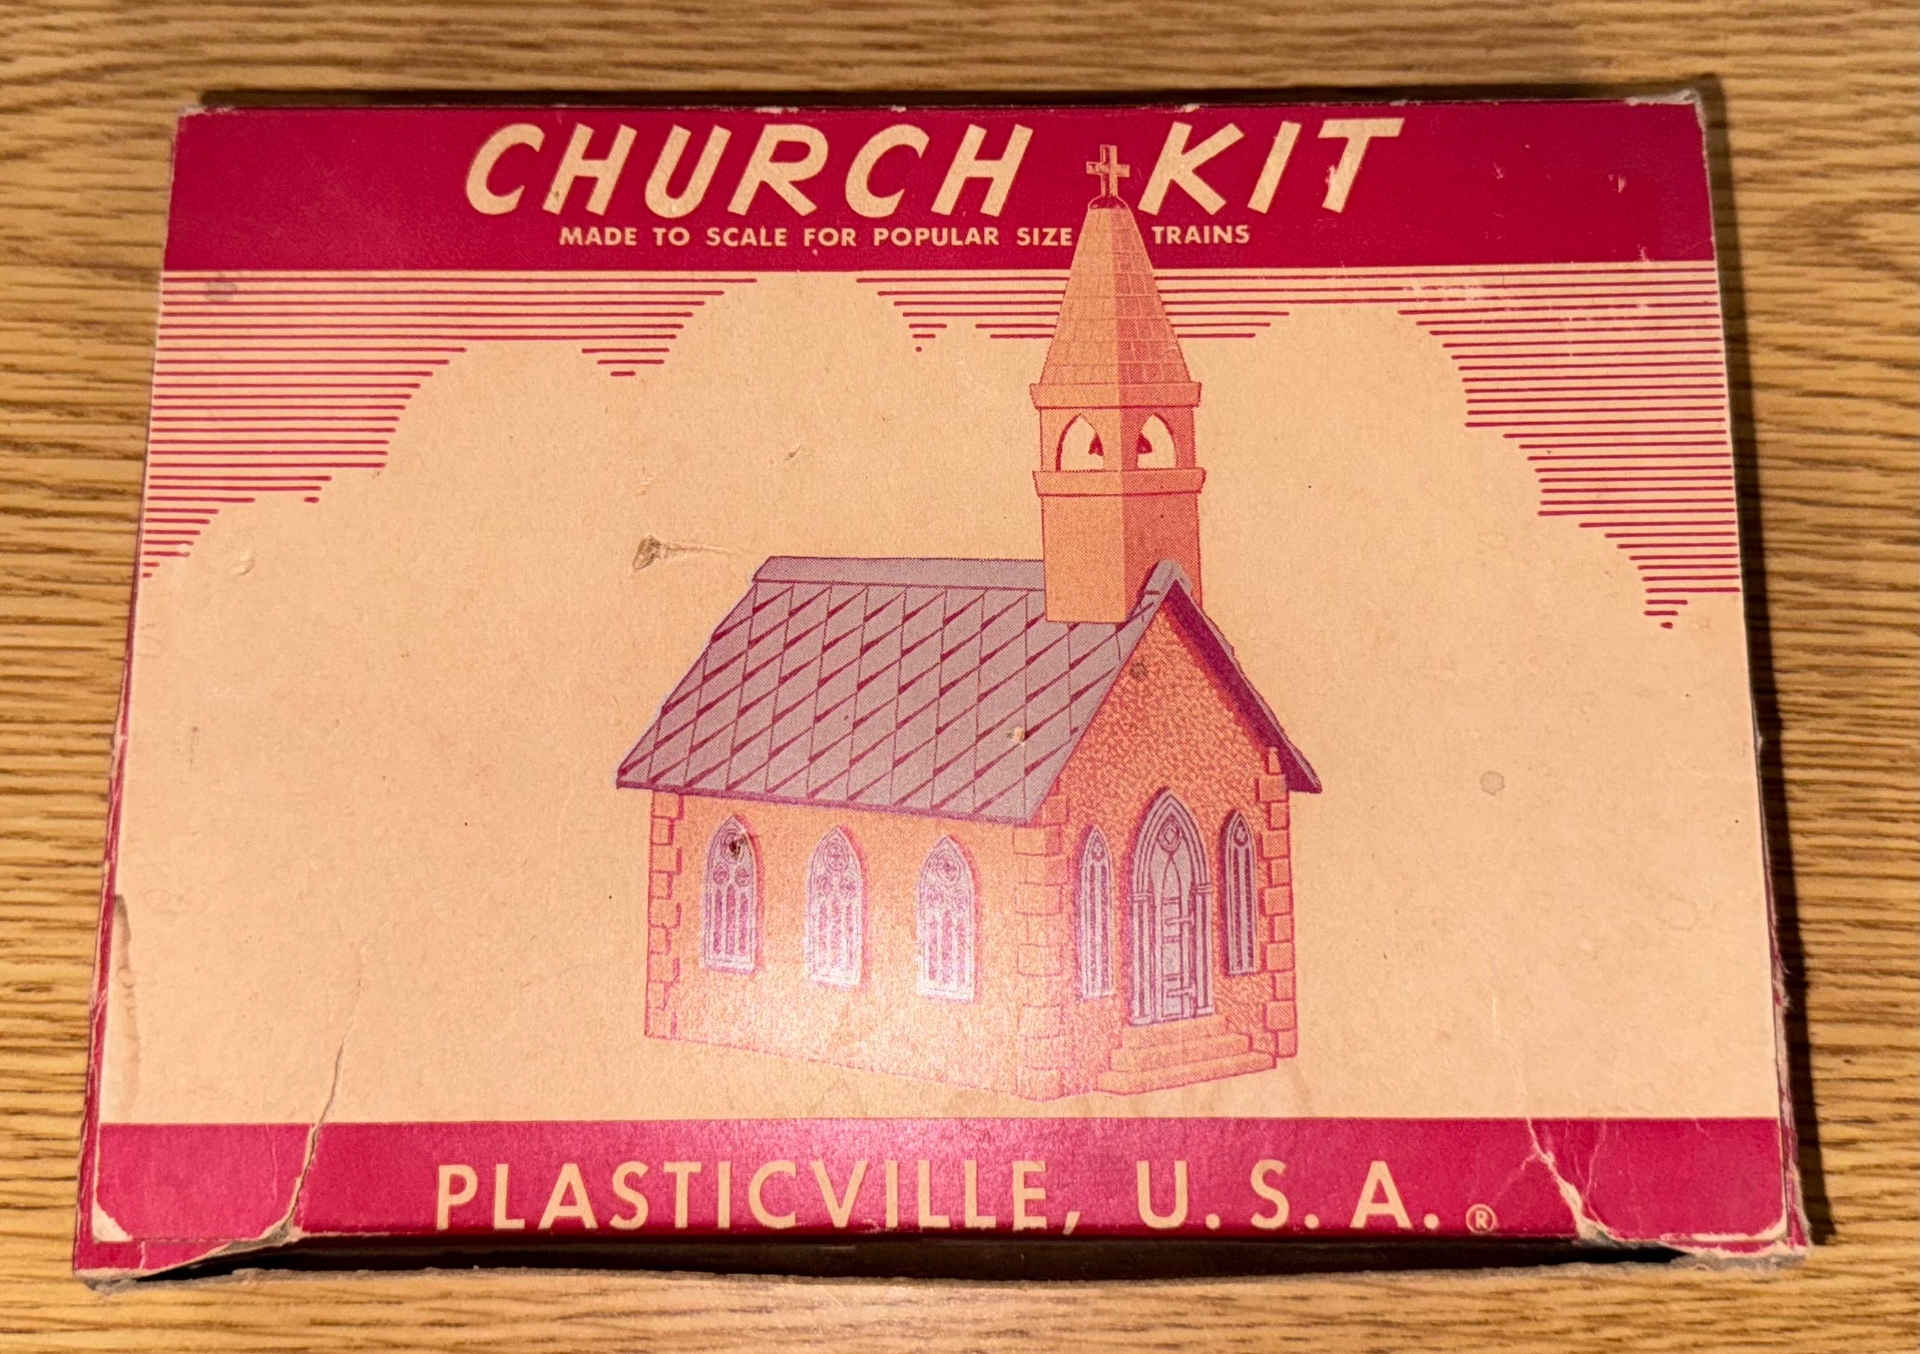 CHURCH KIT
MADE TO SCALE FOR POPULAR SIZE TRAINS
PLASTICVILLE, U.S.A.®